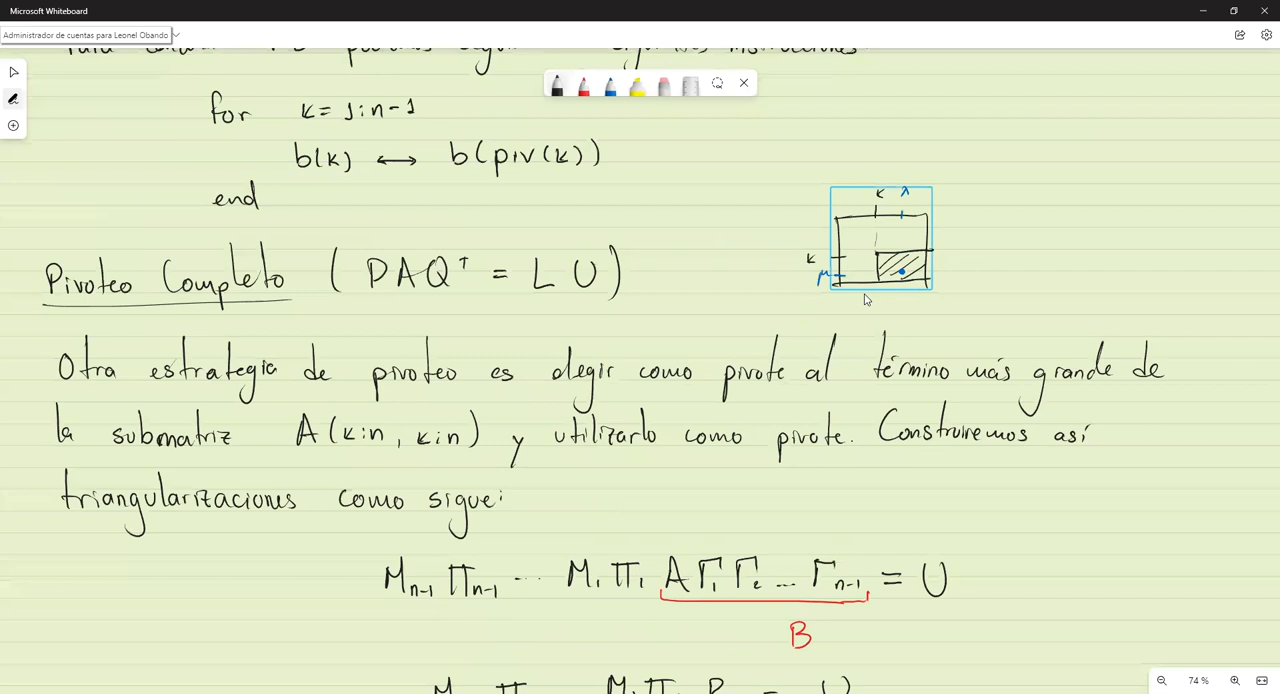 Microsoft Whiteboard
Administrador de cuentas para Leonel Obando
for k = 1:n-1
b(k) ↔ b(piv(k))
end
k λ
k
μ
Pivoteo Completo ( PAQᵀ = L U )
Otra estrategia de pivoteo es elegir como pivote al término más grande de
la submatriz A(k:n, k:n) y utilizarlo como pivote. Construiremos así
triangularizaciones como sigue:
Mₙ₋₁ Πₙ₋₁ ... M₁ Π₁ A Γ₁ Γ₂ ... Γₙ₋₁ = U
B
74 %